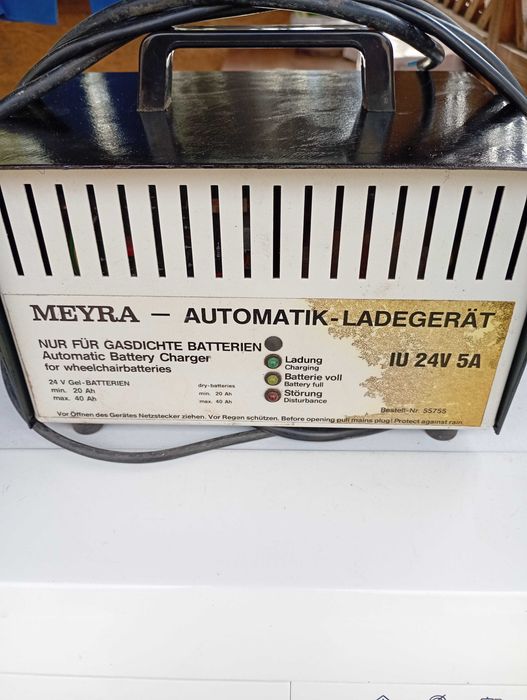 MEYRA – AUTOMATIK-LADEGERÄT
NUR FÜR GASDICHTE BATTERIEN
Automatic Battery Charger
for wheelchairbatteries
24 V Gel-BATTERIEN
min. 20 Ah
max. 40 Ah
dry-batteries
min. 20 Ah
max. 40 Ah
Ladung
Charging
Batterie voll
Battery full
Störung
Disturbance
IU 24V 5A
Bestell-Nr. 55755
Vor Öffnen des Gerätes Netzstecker ziehen. Vor Regen schützen. Before opening pull mains plug! Protect against rain.